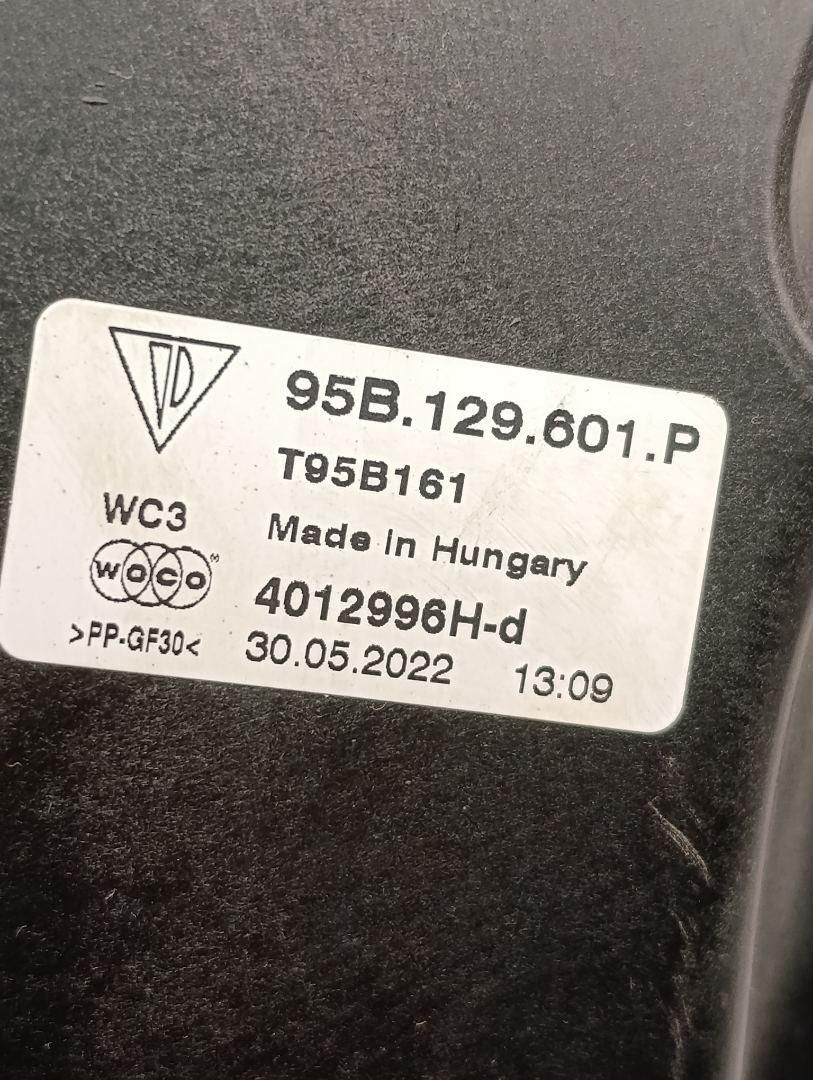 95B.129.601.P
T95B161
WC3
Made in Hungary
woco
4012996H-d
>PP-GF30<
30.05.2022 13:09